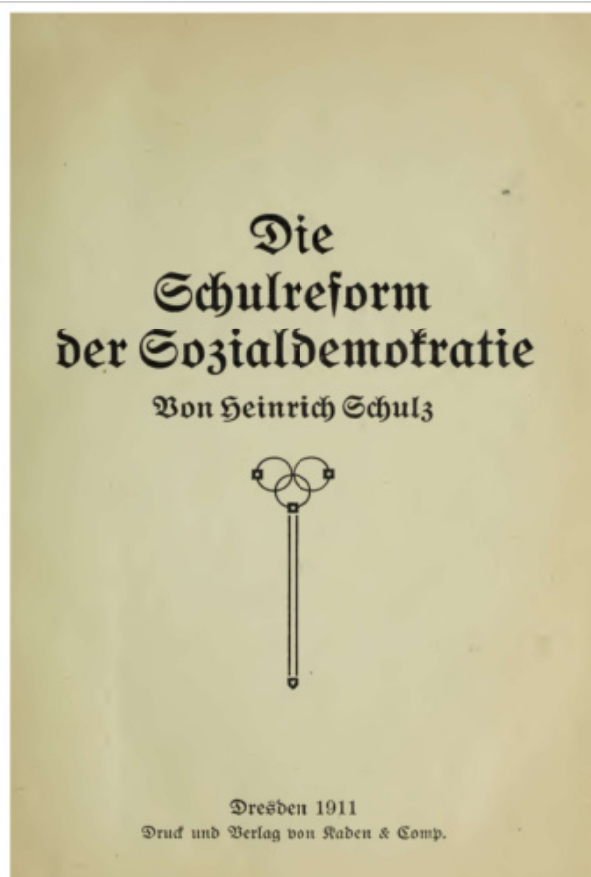 Die
Schulreform
der Sozialdemokratie
Von Heinrich Schulz
Dresden 1911
Druck und Verlag von Kaden & Comp.